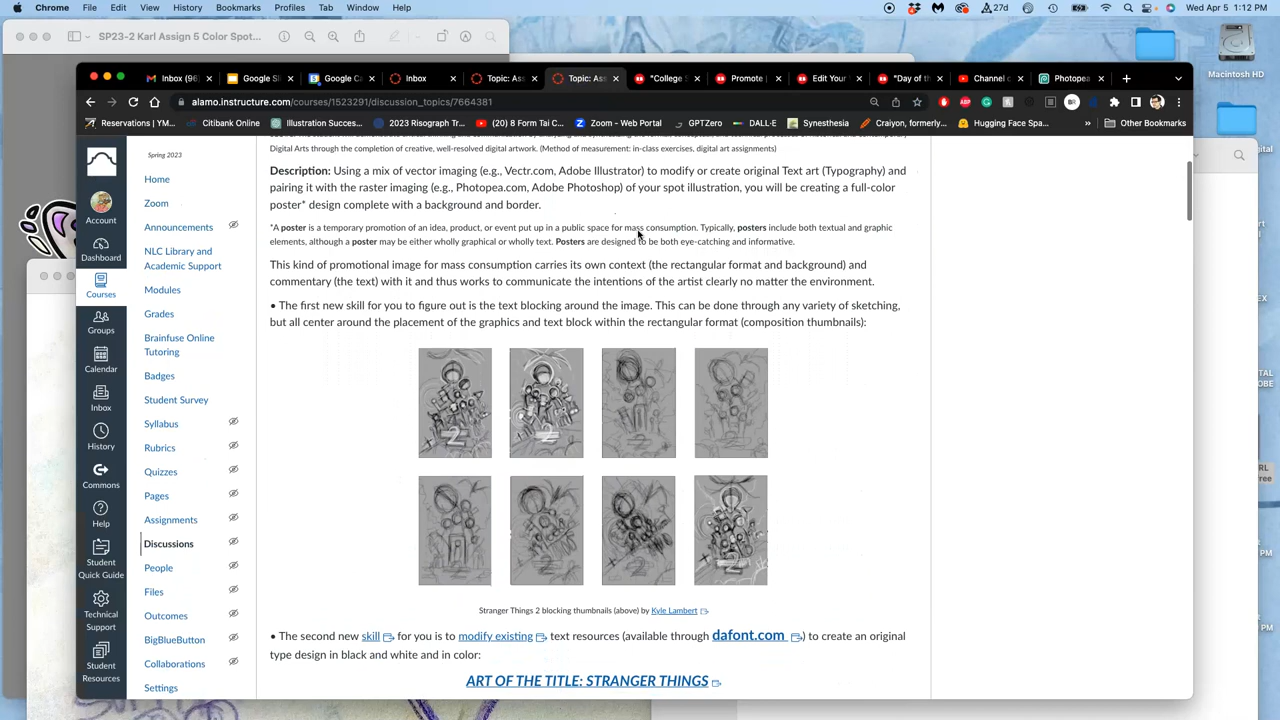 Chrome File Edit View History Bookmarks Profiles Tab Window Help 27d Wed Apr 5 1:12 PM
SP23-2 Karl Assign 5 Color Spot...
Macintosh HD
Inbox (96) Google Sl Google C Inbox Topic: Ass Topic: Ass "College S Promote Edit Your "Day of th Channel c Photopea
alamo.instructure.com/courses/1523291/discussion_topics/7664381
Reservations | YM... Citibank Online Illustration Succes... 2023 Risograph Tr... (20) 8 Form Tai C... Zoom - Web Portal GPTZero DALL·E Synesthesia Craiyon, formerly... Hugging Face Spa... Other Bookmarks
Account
Dashboard
Courses
Groups
Calendar
Inbox
History
Commons
Help
Student
Quick Guide
Technical
Support
Student
Resources
Spring 2023
Home
Zoom
Announcements
NLC Library and
Academic Support
Modules
Grades
Brainfuse Online
Tutoring
Badges
Student Survey
Syllabus
Rubrics
Quizzes
Pages
Assignments
Discussions
People
Files
Outcomes
BigBlueButton
Collaborations
Settings
Digital Arts through the completion of creative, well-resolved digital artwork. (Method of measurement: in-class exercises, digital art assignments)
Description: Using a mix of vector imaging (e.g., Vectr.com, Adobe Illustrator) to modify or create original Text art (Typography) and
pairing it with the raster imaging (e.g., Photopea.com, Adobe Photoshop) of your spot illustration, you will be creating a full-color
poster* design complete with a background and border.
*A poster is a temporary promotion of an idea, product, or event put up in a public space for mass consumption. Typically, posters include both textual and graphic
elements, although a poster may be either wholly graphical or wholly text. Posters are designed to be both eye-catching and informative.
This kind of promotional image for mass consumption carries its own context (the rectangular format and background) and
commentary (the text) with it and thus works to communicate the intentions of the artist clearly no matter the environment.
• The first new skill for you to figure out is the text blocking around the image. This can be done through any variety of sketching,
but all center around the placement of the graphics and text block within the rectangular format (composition thumbnails):
2
2
2
2
Stranger Things 2 blocking thumbnails (above) by Kyle Lambert
• The second new skill for you is to modify existing text resources (available through dafont.com ) to create an original
type design in black and white and in color:
ART OF THE TITLE: STRANGER THINGS